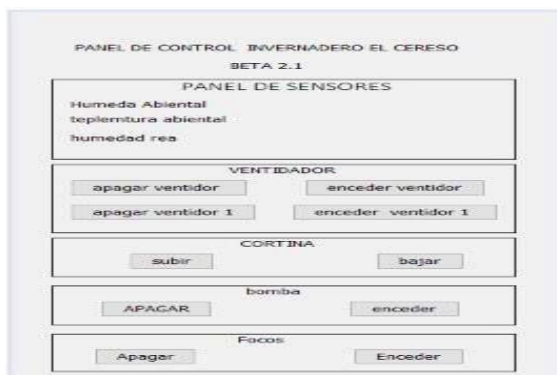 PANEL DE CONTROL INVERNADERO EL CERESO
BETA 2.1
PANEL DE SENSORES
Humeda Abiental
teplerntura abiental
humedad rea
VENTIDADOR
apagar ventidor enceder ventidor
apagar ventidor 1 enceder ventidor 1
CORTINA
subir bajar
bomba
APAGAR enceder
Focos
Apagar Enceder